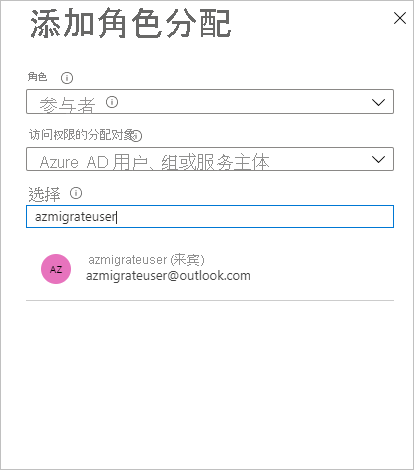 添加角色分配
角色
参与者
访问权限的分配对象
Azure AD 用户、组或服务主体
选择
azmigrateuser
AZ
azmigrateuser (来宾)
azmigrateuser@outlook.com